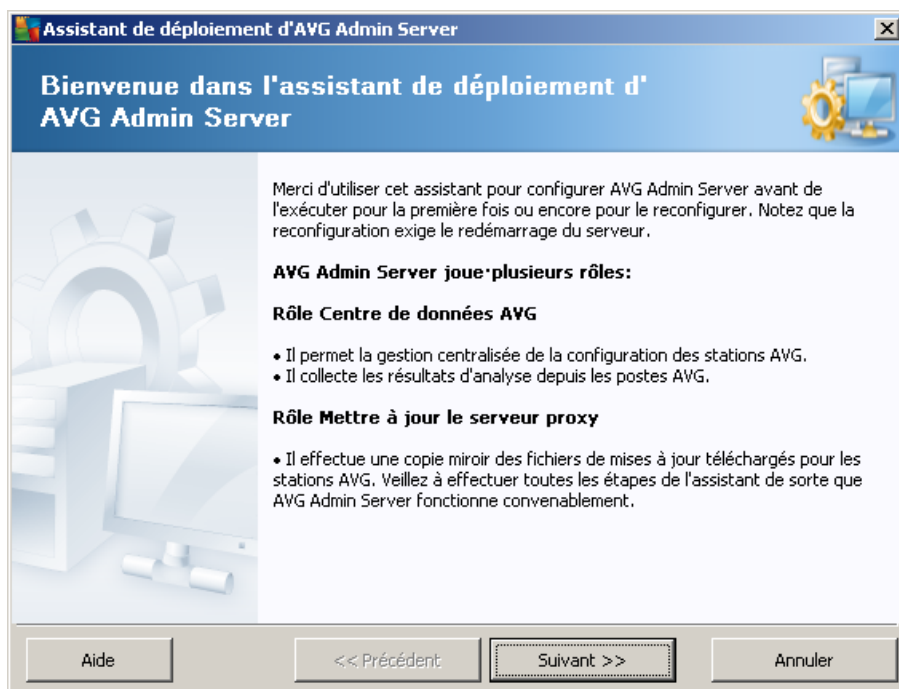 Assistant de déploiement d'AVG Admin Server
Bienvenue dans l'assistant de déploiement d'
AVG Admin Server
Merci d'utiliser cet assistant pour configurer AVG Admin Server avant de
l'exécuter pour la première fois ou encore pour le reconfigurer. Notez que la
reconfiguration exige le redémarrage du serveur.
AVG Admin Server joue·plusieurs rôles:
Rôle Centre de données AVG
• Il permet la gestion centralisée de la configuration des stations AVG.
• Il collecte les résultats d'analyse depuis les postes AVG.
Rôle Mettre à jour le serveur proxy
• Il effectue une copie miroir des fichiers de mises à jour téléchargés pour les
stations AVG. Veillez à effectuer toutes les étapes de l'assistant de sorte que
AVG Admin Server fonctionne convenablement.
Aide
<< Précédent
Suivant >>
Annuler